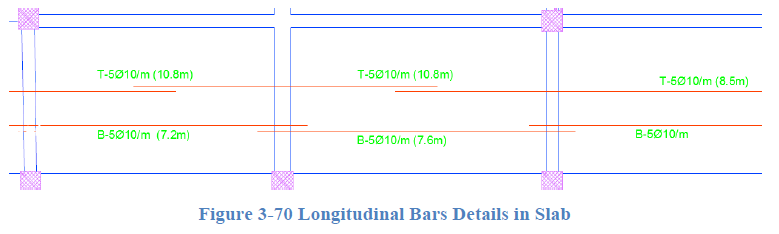 T-5Ø10/m (10.8m)
T-5Ø10/m (10.8m)
T-5Ø10/m (8.5m)
B-5Ø10/m (7.2m)
B-5Ø10/m (7.6m)
B-5Ø10/m
Figure 3-70 Longitudinal Bars Details in Slab